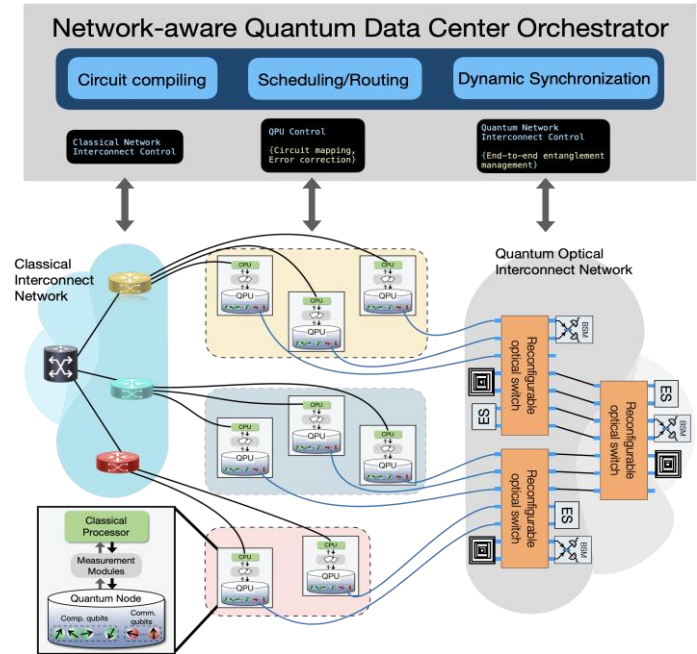 Network-aware Quantum Data Center Orchestrator
Circuit compiling
Scheduling/Routing
Dynamic Synchronization
Classical Network
Interconnect Control
QPU Control
{Circuit mapping,
Error correction}
Quantum Network
Interconnect Control
{End-to-end entanglement
management}
Classical
Interconnect
Network
Quantum Optical
Interconnect Network
CPU
QPU
CPU
QPU
CPU
QPU
CPU
QPU
CPU
QPU
CPU
QPU
CPU
QPU
CPU
QPU
Reconfigurable
optical switch
BSM
ES
Reconfigurable
optical switch
ES
BSM
Reconfigurable
optical switch
ES
BSM
Classical
Processor
Measurement
Modules
Quantum Node
Comp. qubits
Comm.
qubits